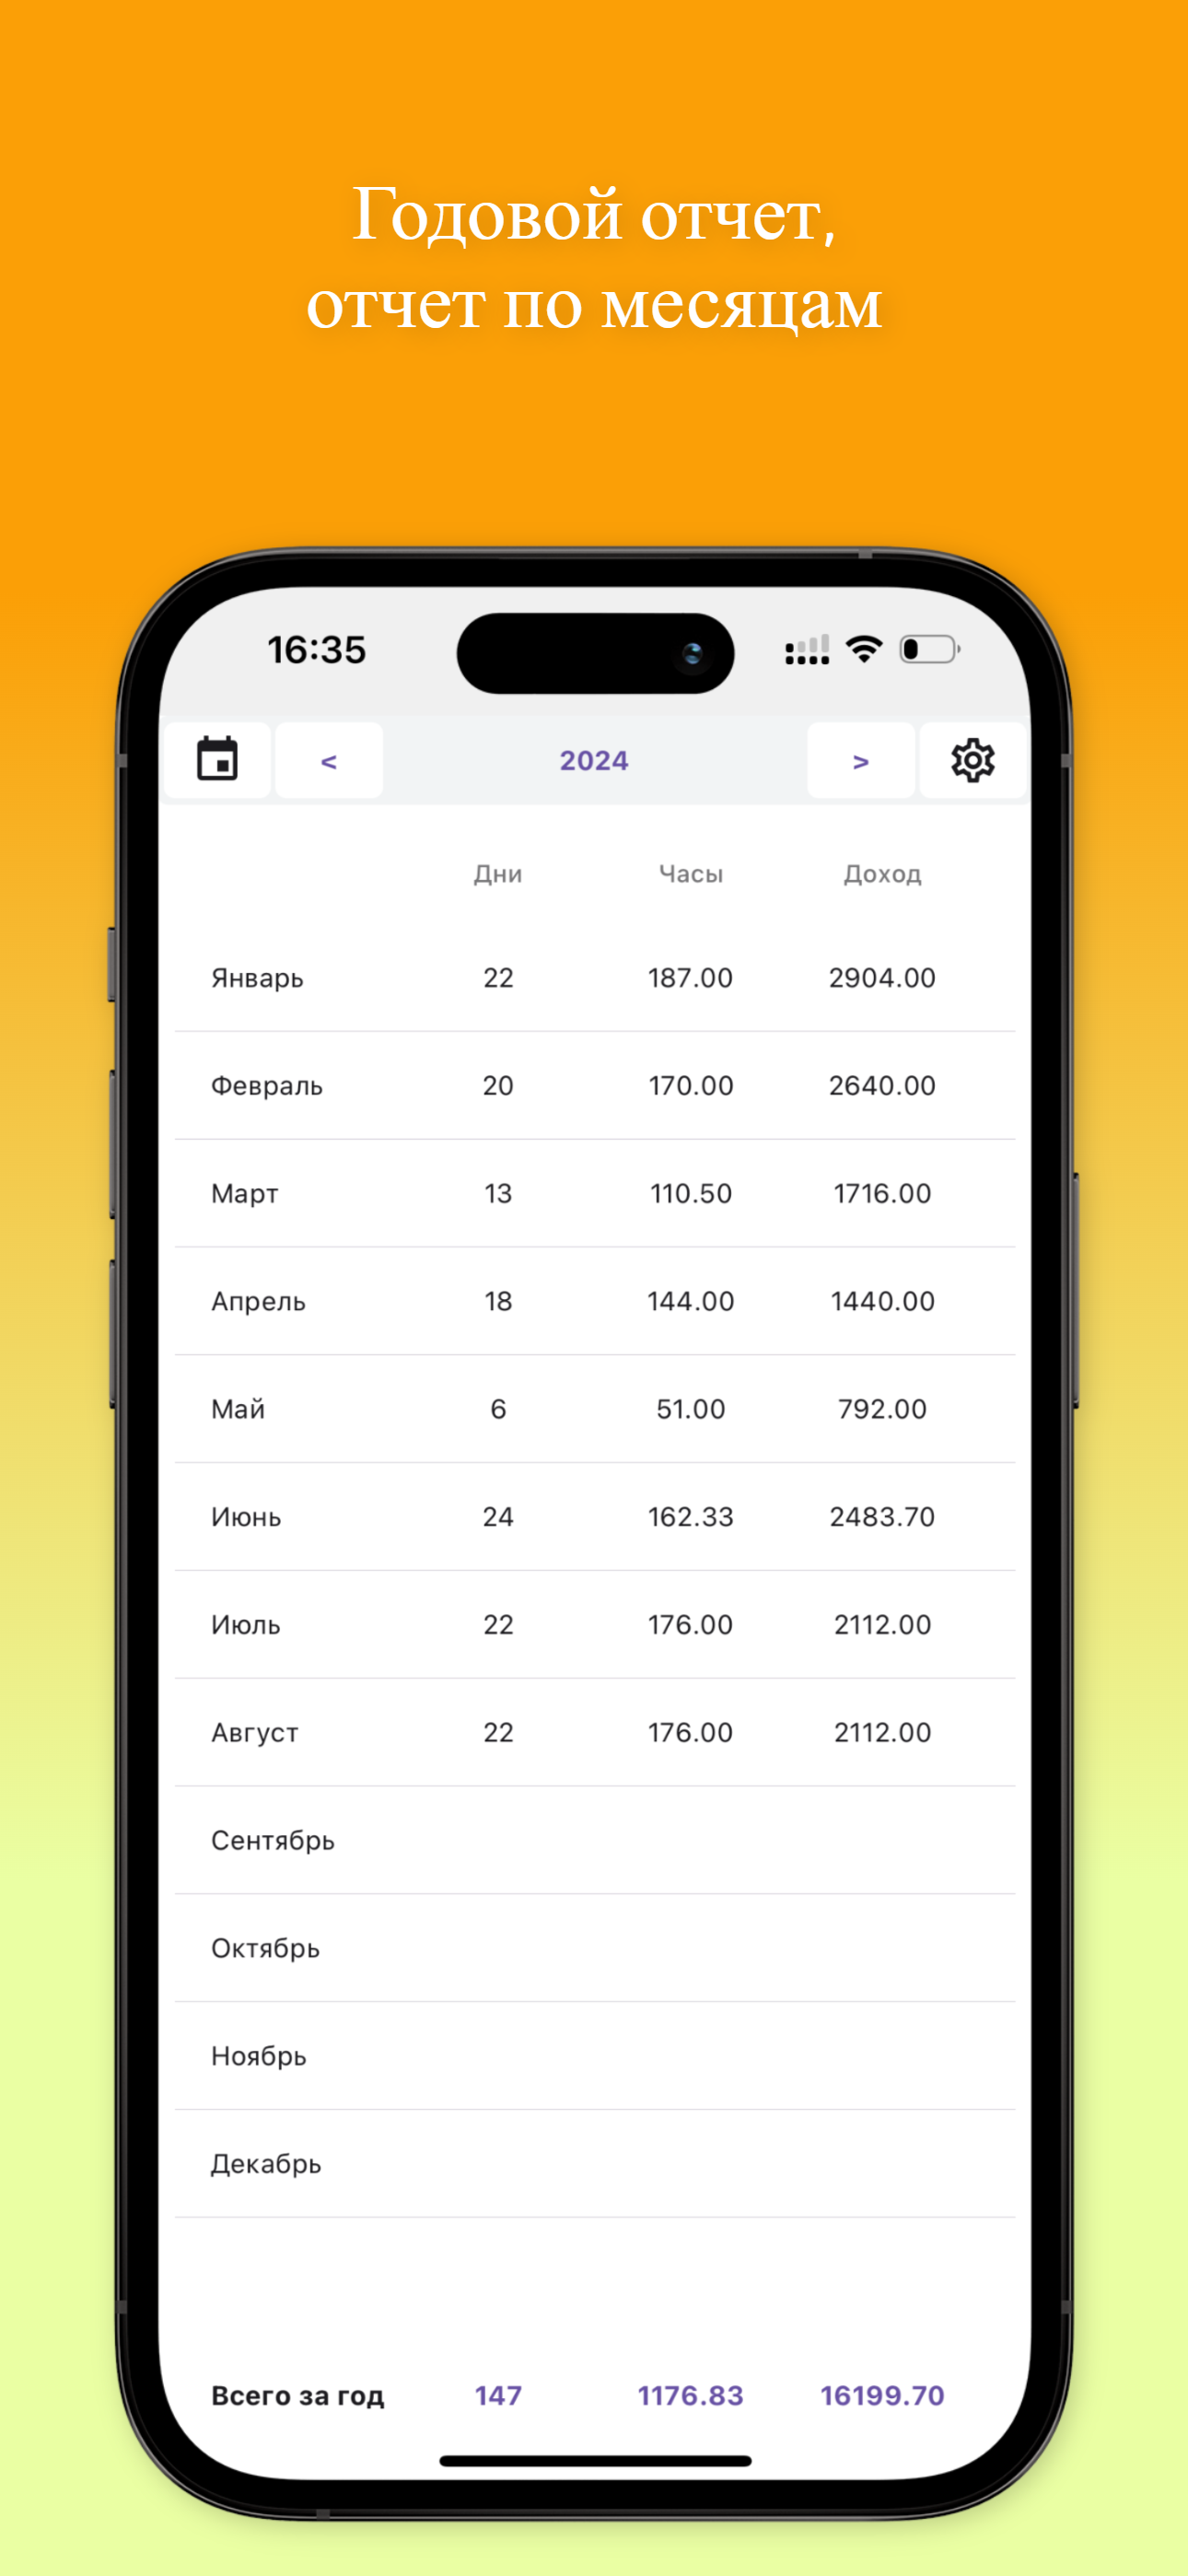 Годовой отчет,
отчет по месяцам
16:35
< 2024 >
Дни Часы Доход
Январь 22 187.00 2904.00
Февраль 20 170.00 2640.00
Март 13 110.50 1716.00
Апрель 18 144.00 1440.00
Май 6 51.00 792.00
Июнь 24 162.33 2483.70
Июль 22 176.00 2112.00
Август 22 176.00 2112.00
Сентябрь
Октябрь
Ноябрь
Декабрь
Всего за год 147 1176.83 16199.70